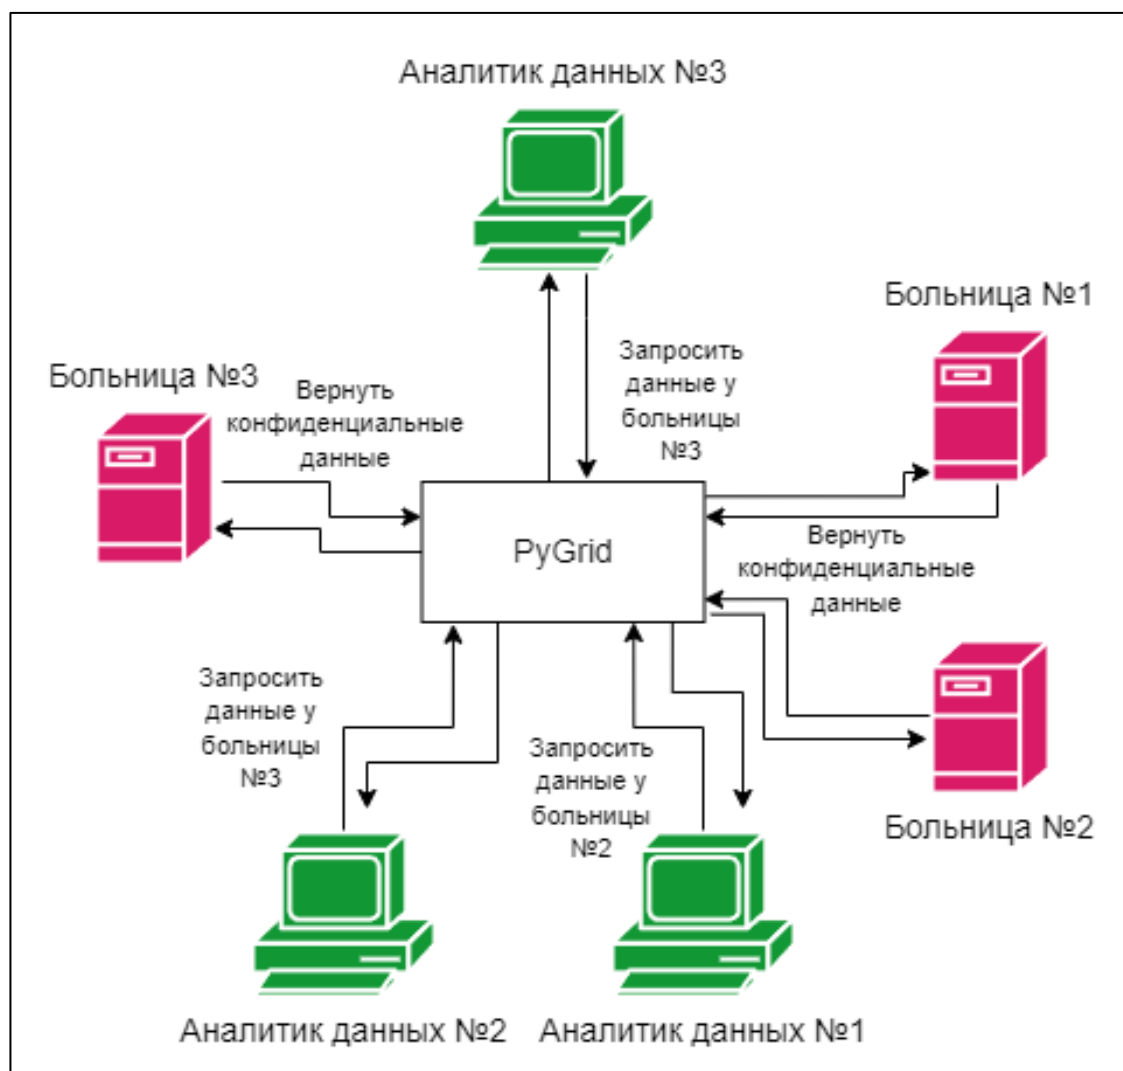 Аналитик данных №3
Больница №1
Запросить
данные у
больницы
№3
Больница №3
Вернуть
конфиденциальные
данные
PyGrid
Вернуть
конфиденциальные
данные
Запросить
данные у
больницы
№3
Запросить
данные у
больницы
№2
Больница №2
Аналитик данных №2
Аналитик данных №1